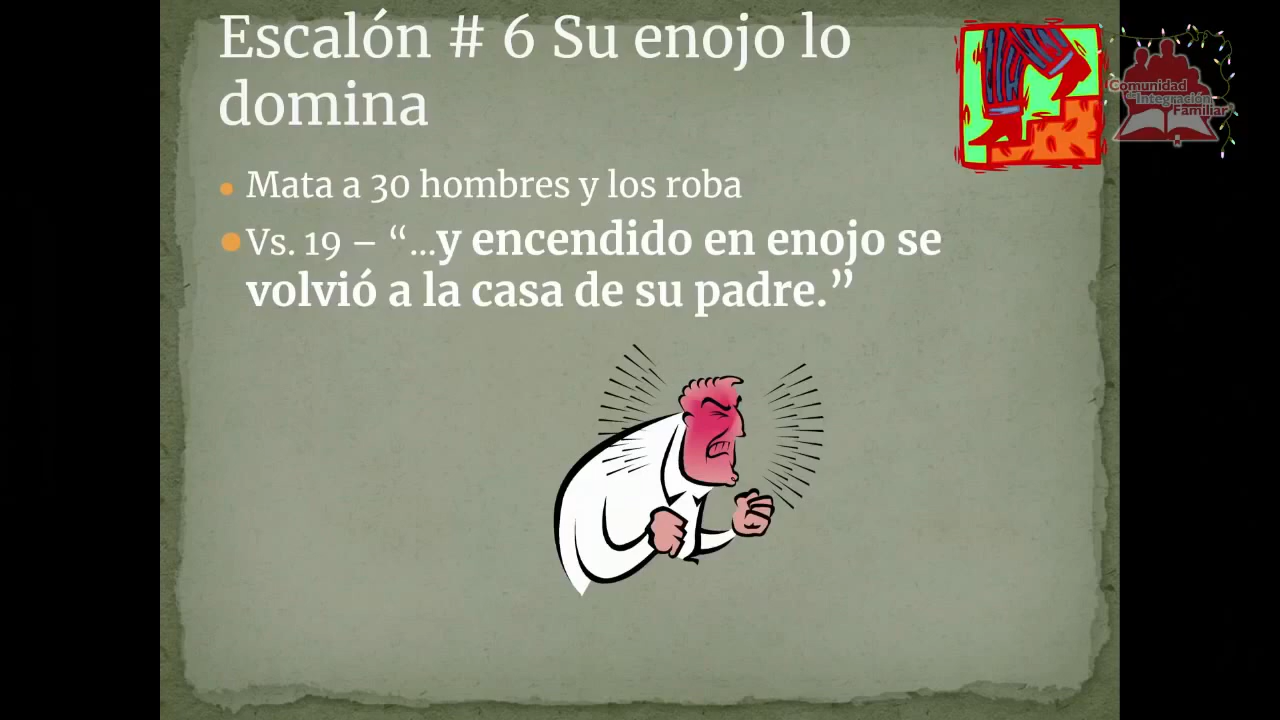 Escalón # 6 Su enojo lo
domina
• Mata a 30 hombres y los roba
• Vs. 19 – “...y encendido en enojo se
volvió a la casa de su padre.”
Comunidad
de Integración
Familiar